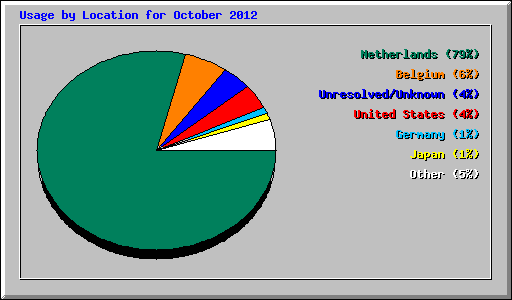 Usage by Location for October 2012
Netherlands (79%)
Belgium (6%)
Unresolved/Unknown (4%)
United States (4%)
Germany (1%)
Japan (1%)
Other (5%)